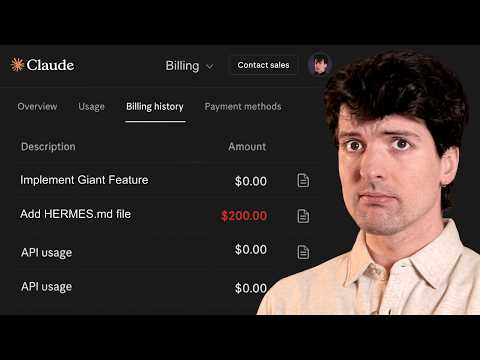 Claude
Billing
Contact sales
Overview Usage Billing history Payment methods
Description Amount
Implement Giant Feature $0.00
Add HERMES.md file $200.00
API usage $0.00
API usage $0.00